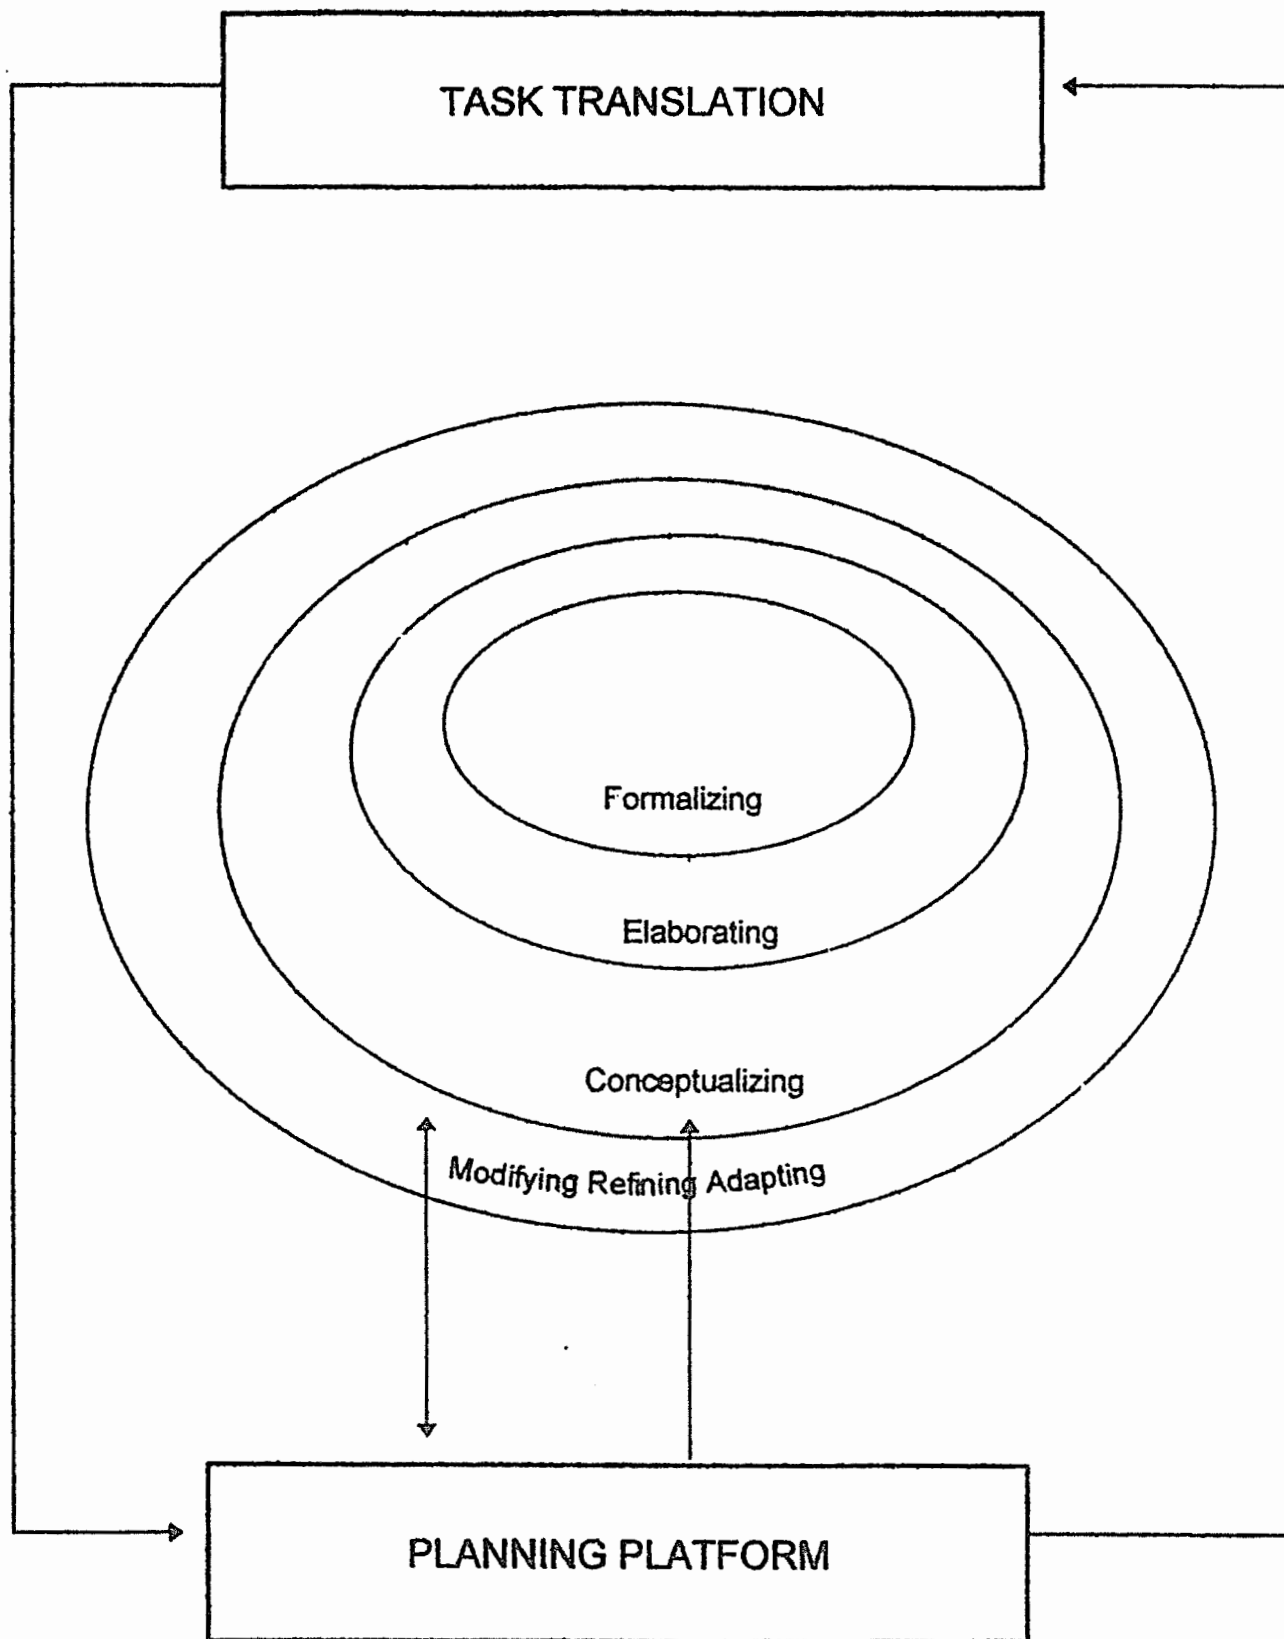 TASK TRANSLATION
Formalizing
Elaborating
Conceptualizing
Modifying Refining Adapting
PLANNING PLATFORM